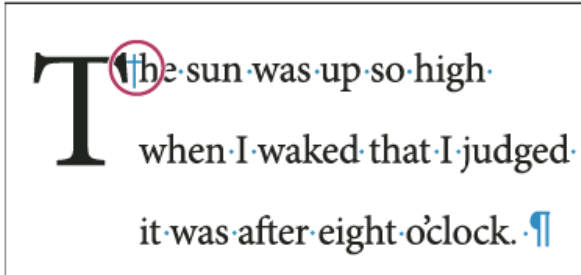 The sun was up so high
when I waked that I judged
it was after eight o'clock. ¶